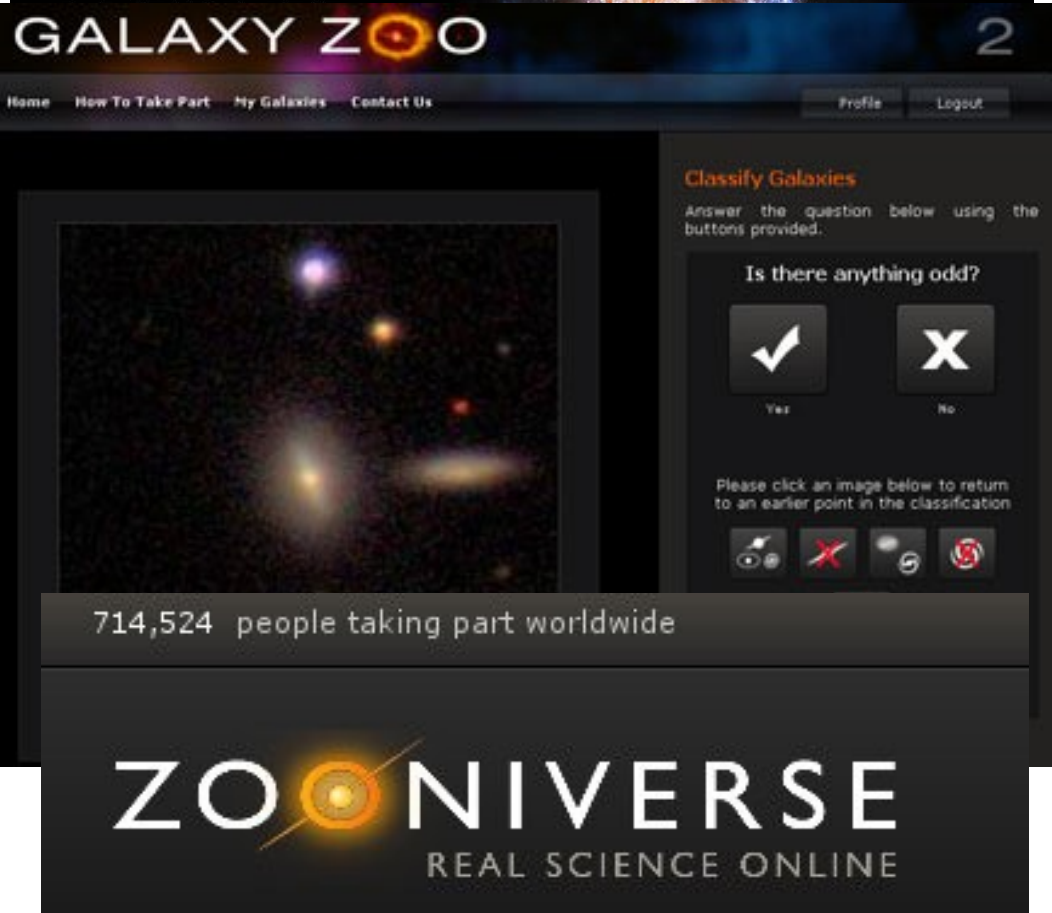 GALAXY ZOO 2
Home How To Take Part My Galaxies Contact Us Profile Logout
Classify Galaxies
Answer the question below using the
buttons provided.
Is there anything odd?
Yes No
Please click an image below to return
to an earlier point in the classification
714,524 people taking part worldwide
ZOONIVERSE
REAL SCIENCE ONLINE